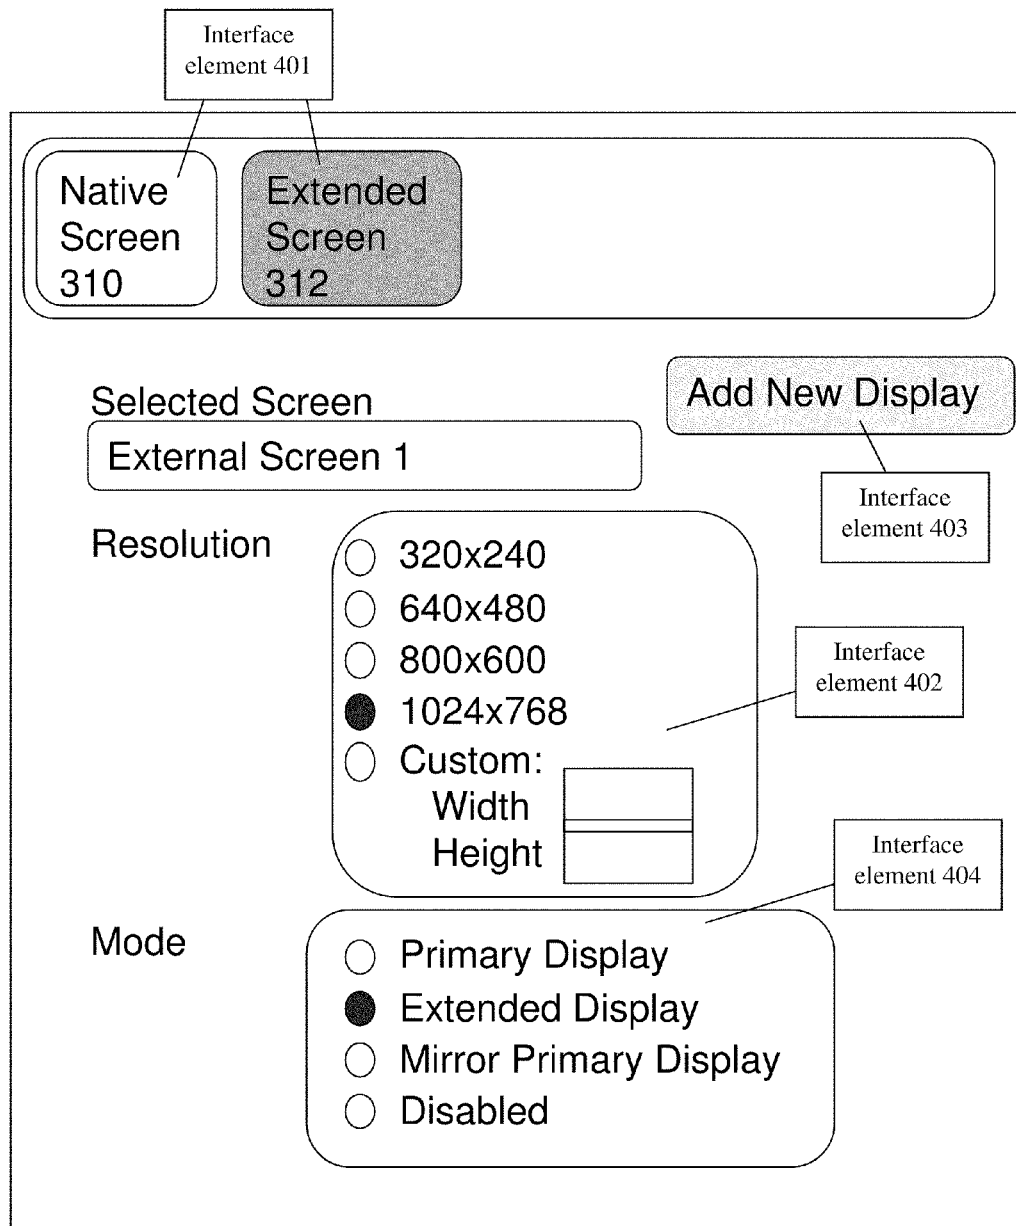 Interface
element 401
Native
Screen
310
Extended
Screen
312
Selected Screen
Add New Display
External Screen 1
Interface
element 403
Resolution
320x240
640x480
800x600
1024x768
Custom:
Width
Height
Interface
element 402
Interface
element 404
Mode
Primary Display
Extended Display
Mirror Primary Display
Disabled